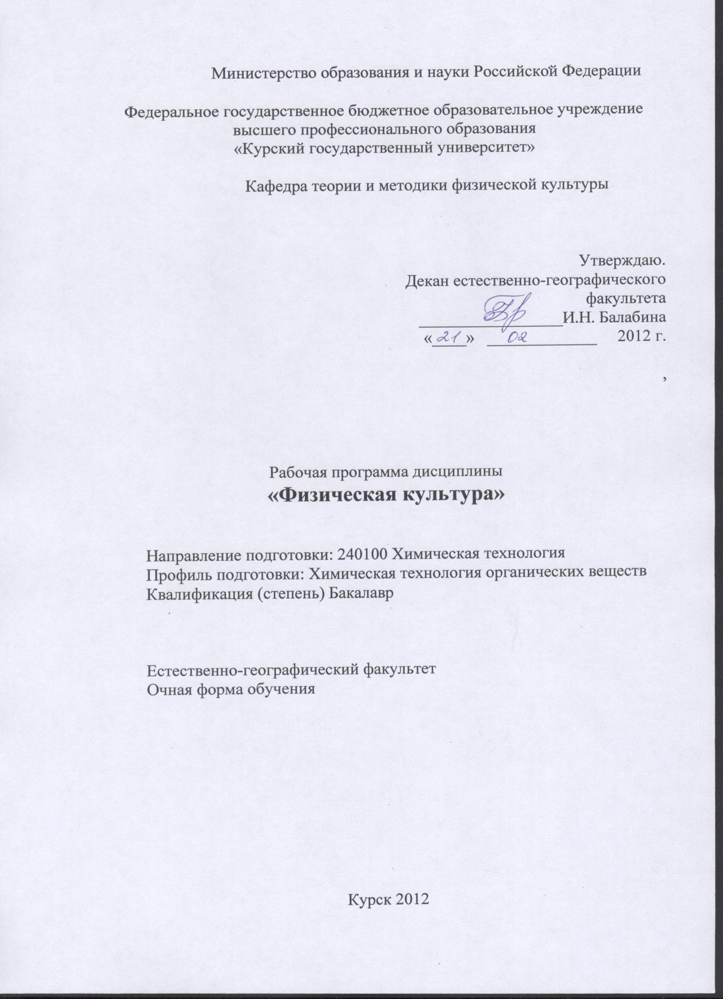 Министерство образования и науки Российской Федерации
Федеральное государственное бюджетное образовательное учреждение
высшего профессионального образования
«Курский государственный университет»
Кафедра теории и методики физической культуры
Утверждаю.
Декан естественно-географического
факультета
И.Н. Балабина
«21» 02 2012 г.
,
Рабочая программа дисциплины
«Физическая культура»
Направление подготовки: 240100 Химическая технология
Профиль подготовки: Химическая технология органических веществ
Квалификация (степень) Бакалавр
Естественно-географический факультет
Очная форма обучения
Курск 2012